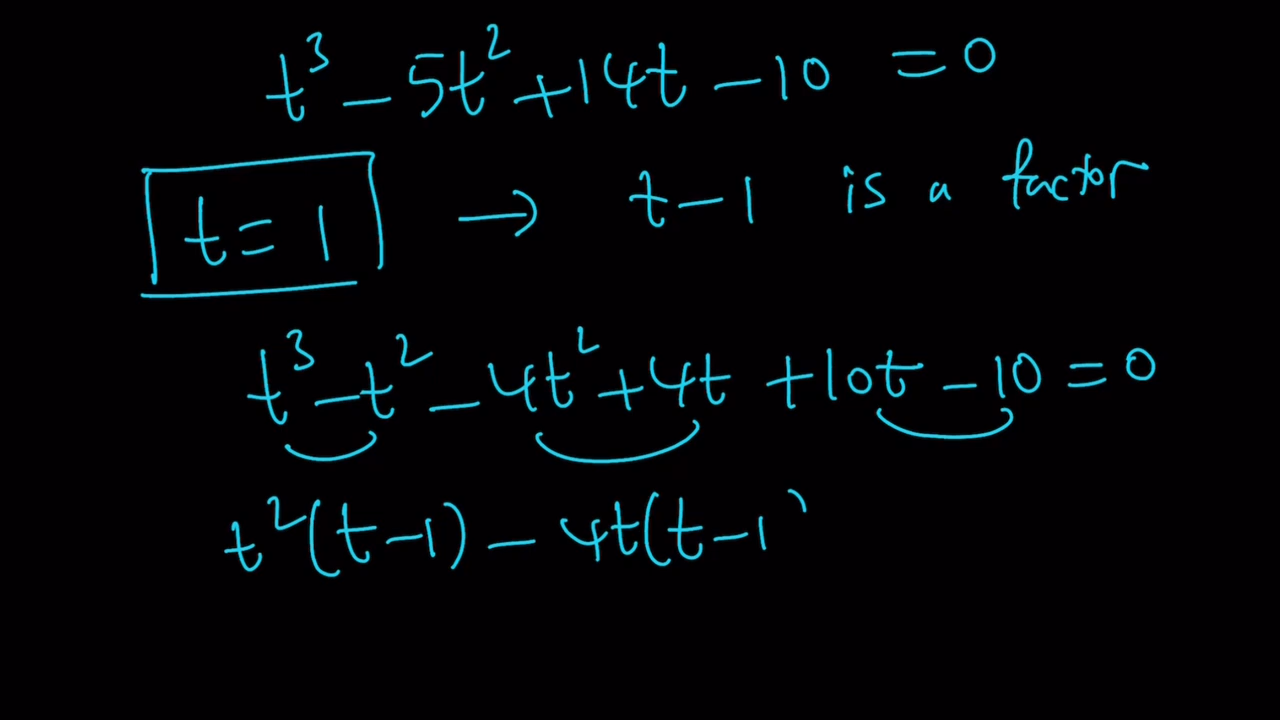 t³ − 5t² + 14t − 10 = 0
t = 1 → t − 1 is a factor
t³ − t² − 4t² + 4t + 10t − 10 = 0
t²(t − 1) − 4t(t − 1)